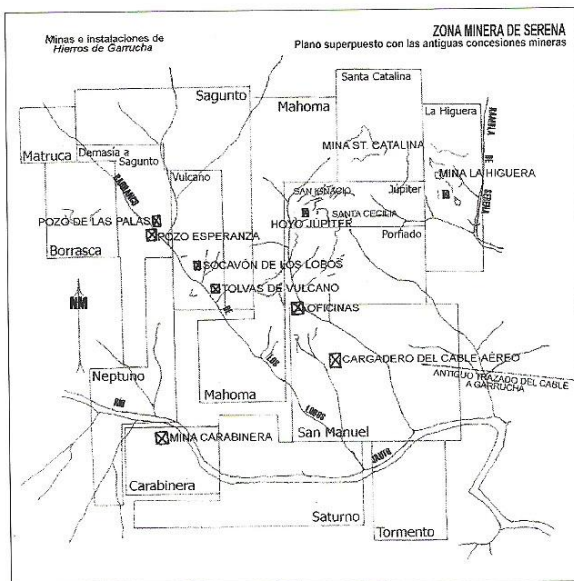 Minas e instalaciones de
Hierros de Garrucha
ZONA MINERA DE SERENA
Plano superpuesto con las antiguas concesiones mineras
Santa Catalina
Sagunto
Mahoma
La Higuera
RAMBLA DE SERENA
Matruca
Demasía a
Sagunto
MINA ST. CATALINA
MINA LA HIGUERA
Vulcano
BARRANCO DE LOS LOBOS
SAN IGNACIO
Júpiter
SANTA CECILIA
HOYO JÚPITER
POZO DE LAS PALAS
POZO ESPERANZA
Porfiado
Borrasca
SOCAVÓN DE LOS LOBOS
TOLVAS DE VULCANO
NM
OFICINAS
CARGADERO DEL CABLE AÉREO
ANTIGUO TRAZADO DEL CABLE
A GARRUCHA
Neptuno
Mahoma
RIO JAUTO
MINA CARABINERA
San Manuel
Carabinera
Saturno
Tormento